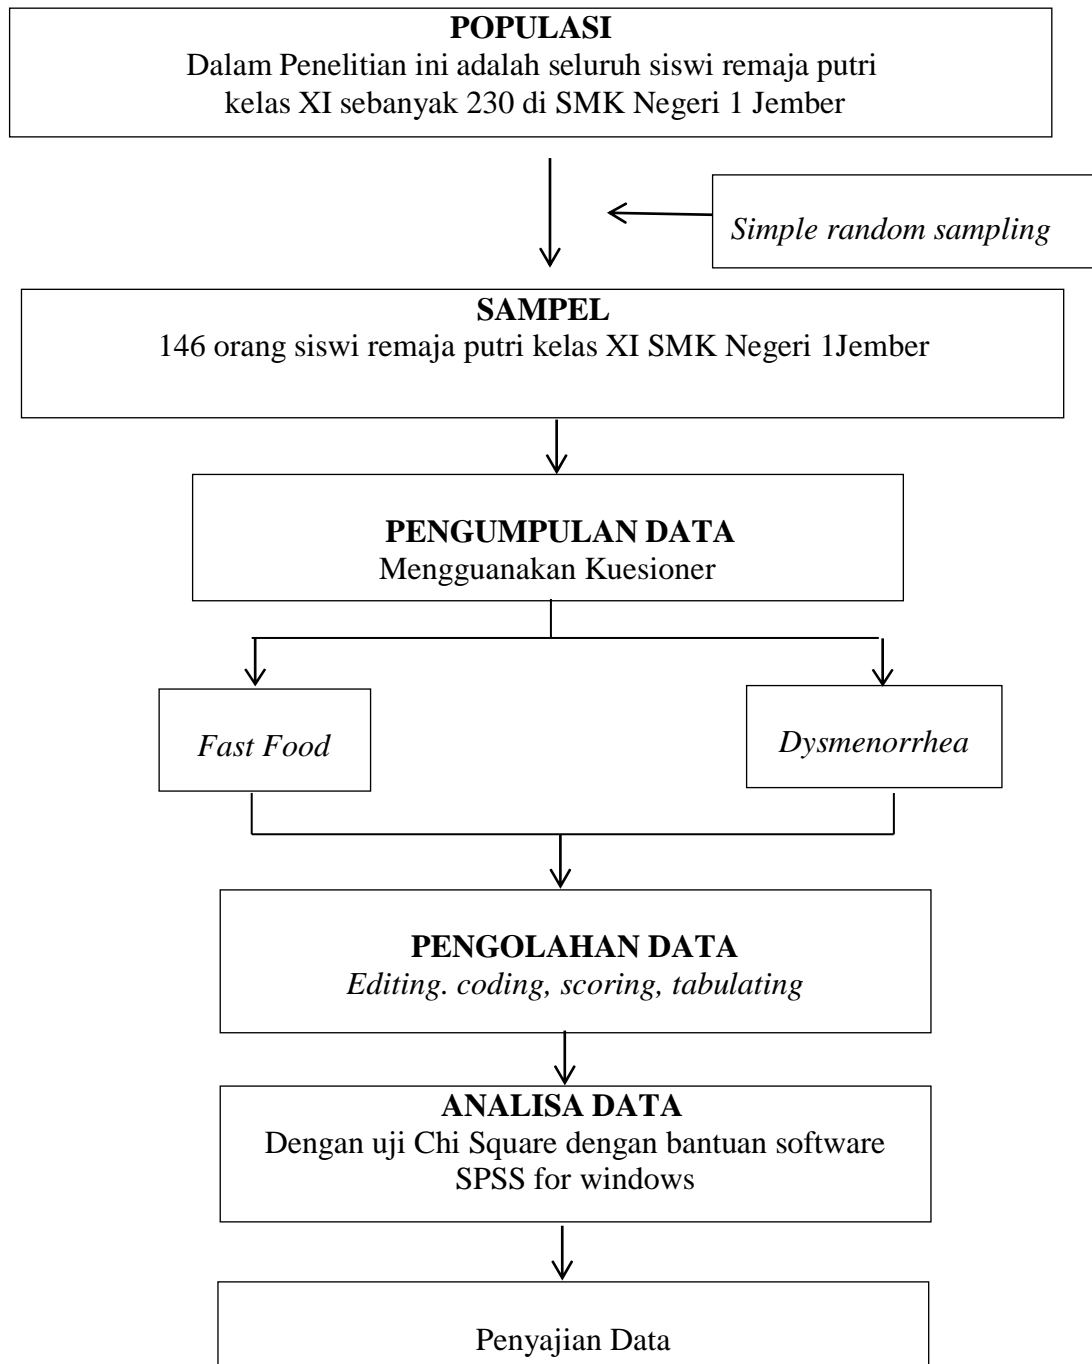 POPULASI
Dalam Penelitian ini adalah seluruh siswi remaja putri
kelas XI sebanyak 230 di SMK Negeri 1 Jember
Simple random sampling
SAMPEL
146 orang siswi remaja putri kelas XI SMK Negeri 1Jember
PENGUMPULAN DATA
Mengguanakan Kuesioner
Fast Food
Dysmenorrhea
PENGOLAHAN DATA
Editing. coding, scoring, tabulating
ANALISA DATA
Dengan uji Chi Square dengan bantuan software
SPSS for windows
Penyajian Data